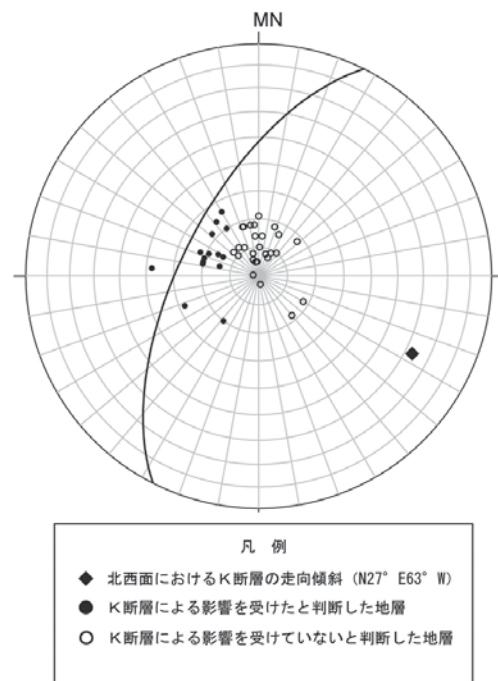 MN
凡 例
北西面におけるK断層の走向傾斜 (N27° E63° W)
K断層による影響を受けたと判断した地層
K断層による影響を受けていないと判断した地層